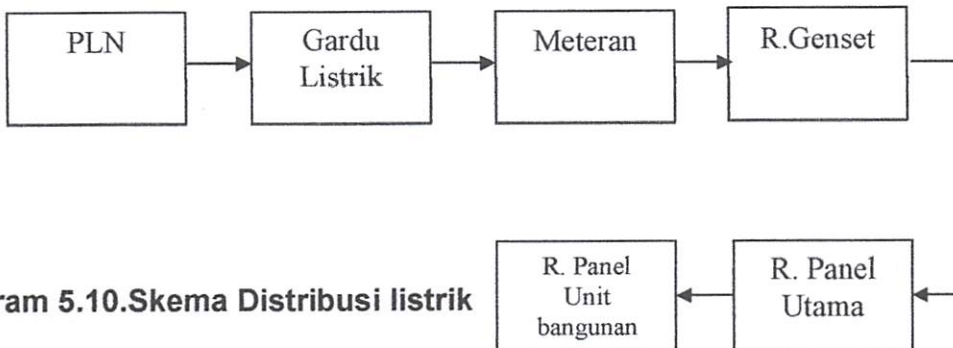 PLN
Gardu
Listrik
Meteran
R.Genset
R. Panel
Utama
R. Panel
Unit
bangunan
ram 5.10.Skema Distribusi listrik